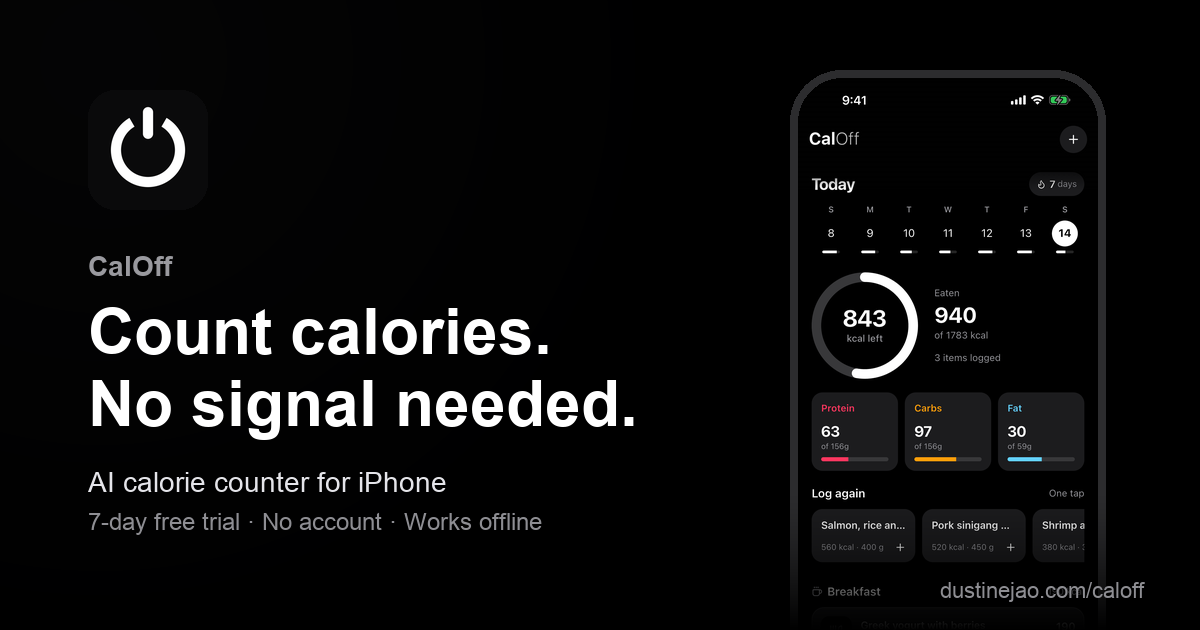 CalOff
Count calories.
No signal needed.
AI calorie counter for iPhone
7-day free trial · No account · Works offline
9:41
CalOff
+
Today
7 days
S M T W T F S
8 9 10 11 12 13 14
843
kcal left
Eaten
940
of 1783 kcal
3 items logged
Protein
63
of 156g
Carbs
97
of 156g
Fat
30
of 59g
Log again
One tap
Salmon, rice an...
560 kcal · 400 g +
Pork sinigang ...
520 kcal · 450 g +
Shrimp a
380 kcal ·
Breakfast
dustinejao.com/caloff
Greek yogurt with berries